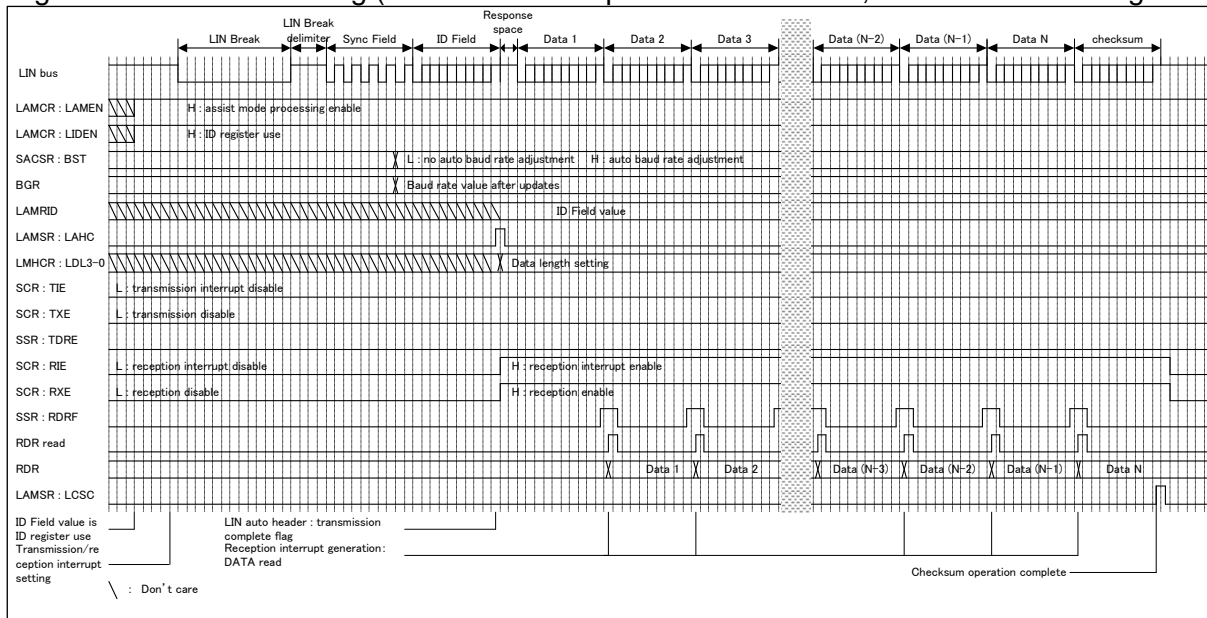 Response
LIN Break
delimiter
space
LIN Break
Sync Field
ID Field
Data 1
Data 2
Data 3
Data (N-2)
Data (N-1)
Data N
checksum
LIN bus
LAMCR : LAMEN
H : assist mode processing enable
LAMCR : LIDEN
H : ID register use
SACSR : BST
L : no auto baud rate adjustment H : auto baud rate adjustment
BGR
Baud rate value after updates
LAMRID
ID Field value
LAMSR : LAHC
LMHCR : LDL3-0
Data length setting
SCR : TIE
L : transmission interrupt disable
SCR : TXE
L : transmission disable
SSR : TDRE
SCR : RIE
L : reception interrupt disable
H : reception interrupt enable
SCR : RXE
L : reception disable
H : reception enable
SSR : RDRF
RDR read
RDR
Data 1
Data 2
Data (N-3)
Data (N-2)
Data (N-1)
Data N
LAMSR : LCSC
ID Field value is
ID register use
Transmission/re
ception interrupt
setting
LIN auto header : transmission
complete flag
Reception interrupt generation:
DATA read
Checksum operation complete
: Don't care